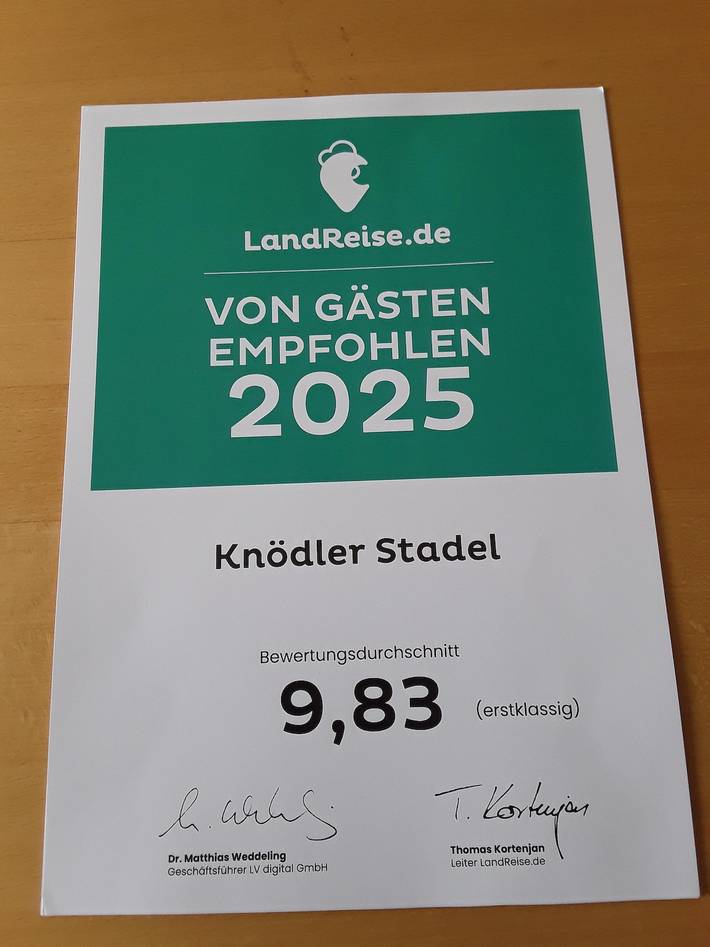 LandReise.de
VON GÄSTEN
EMPFOHLEN
2025
Knödler Stadel
Bewertungsdurchschnitt
9,83 (erstklassig)
T. Kortenjan
Dr. Matthias Weddeling
Geschäftsführer LV digital GmbH
Thomas Kortenjan
Leiter LandReise.de